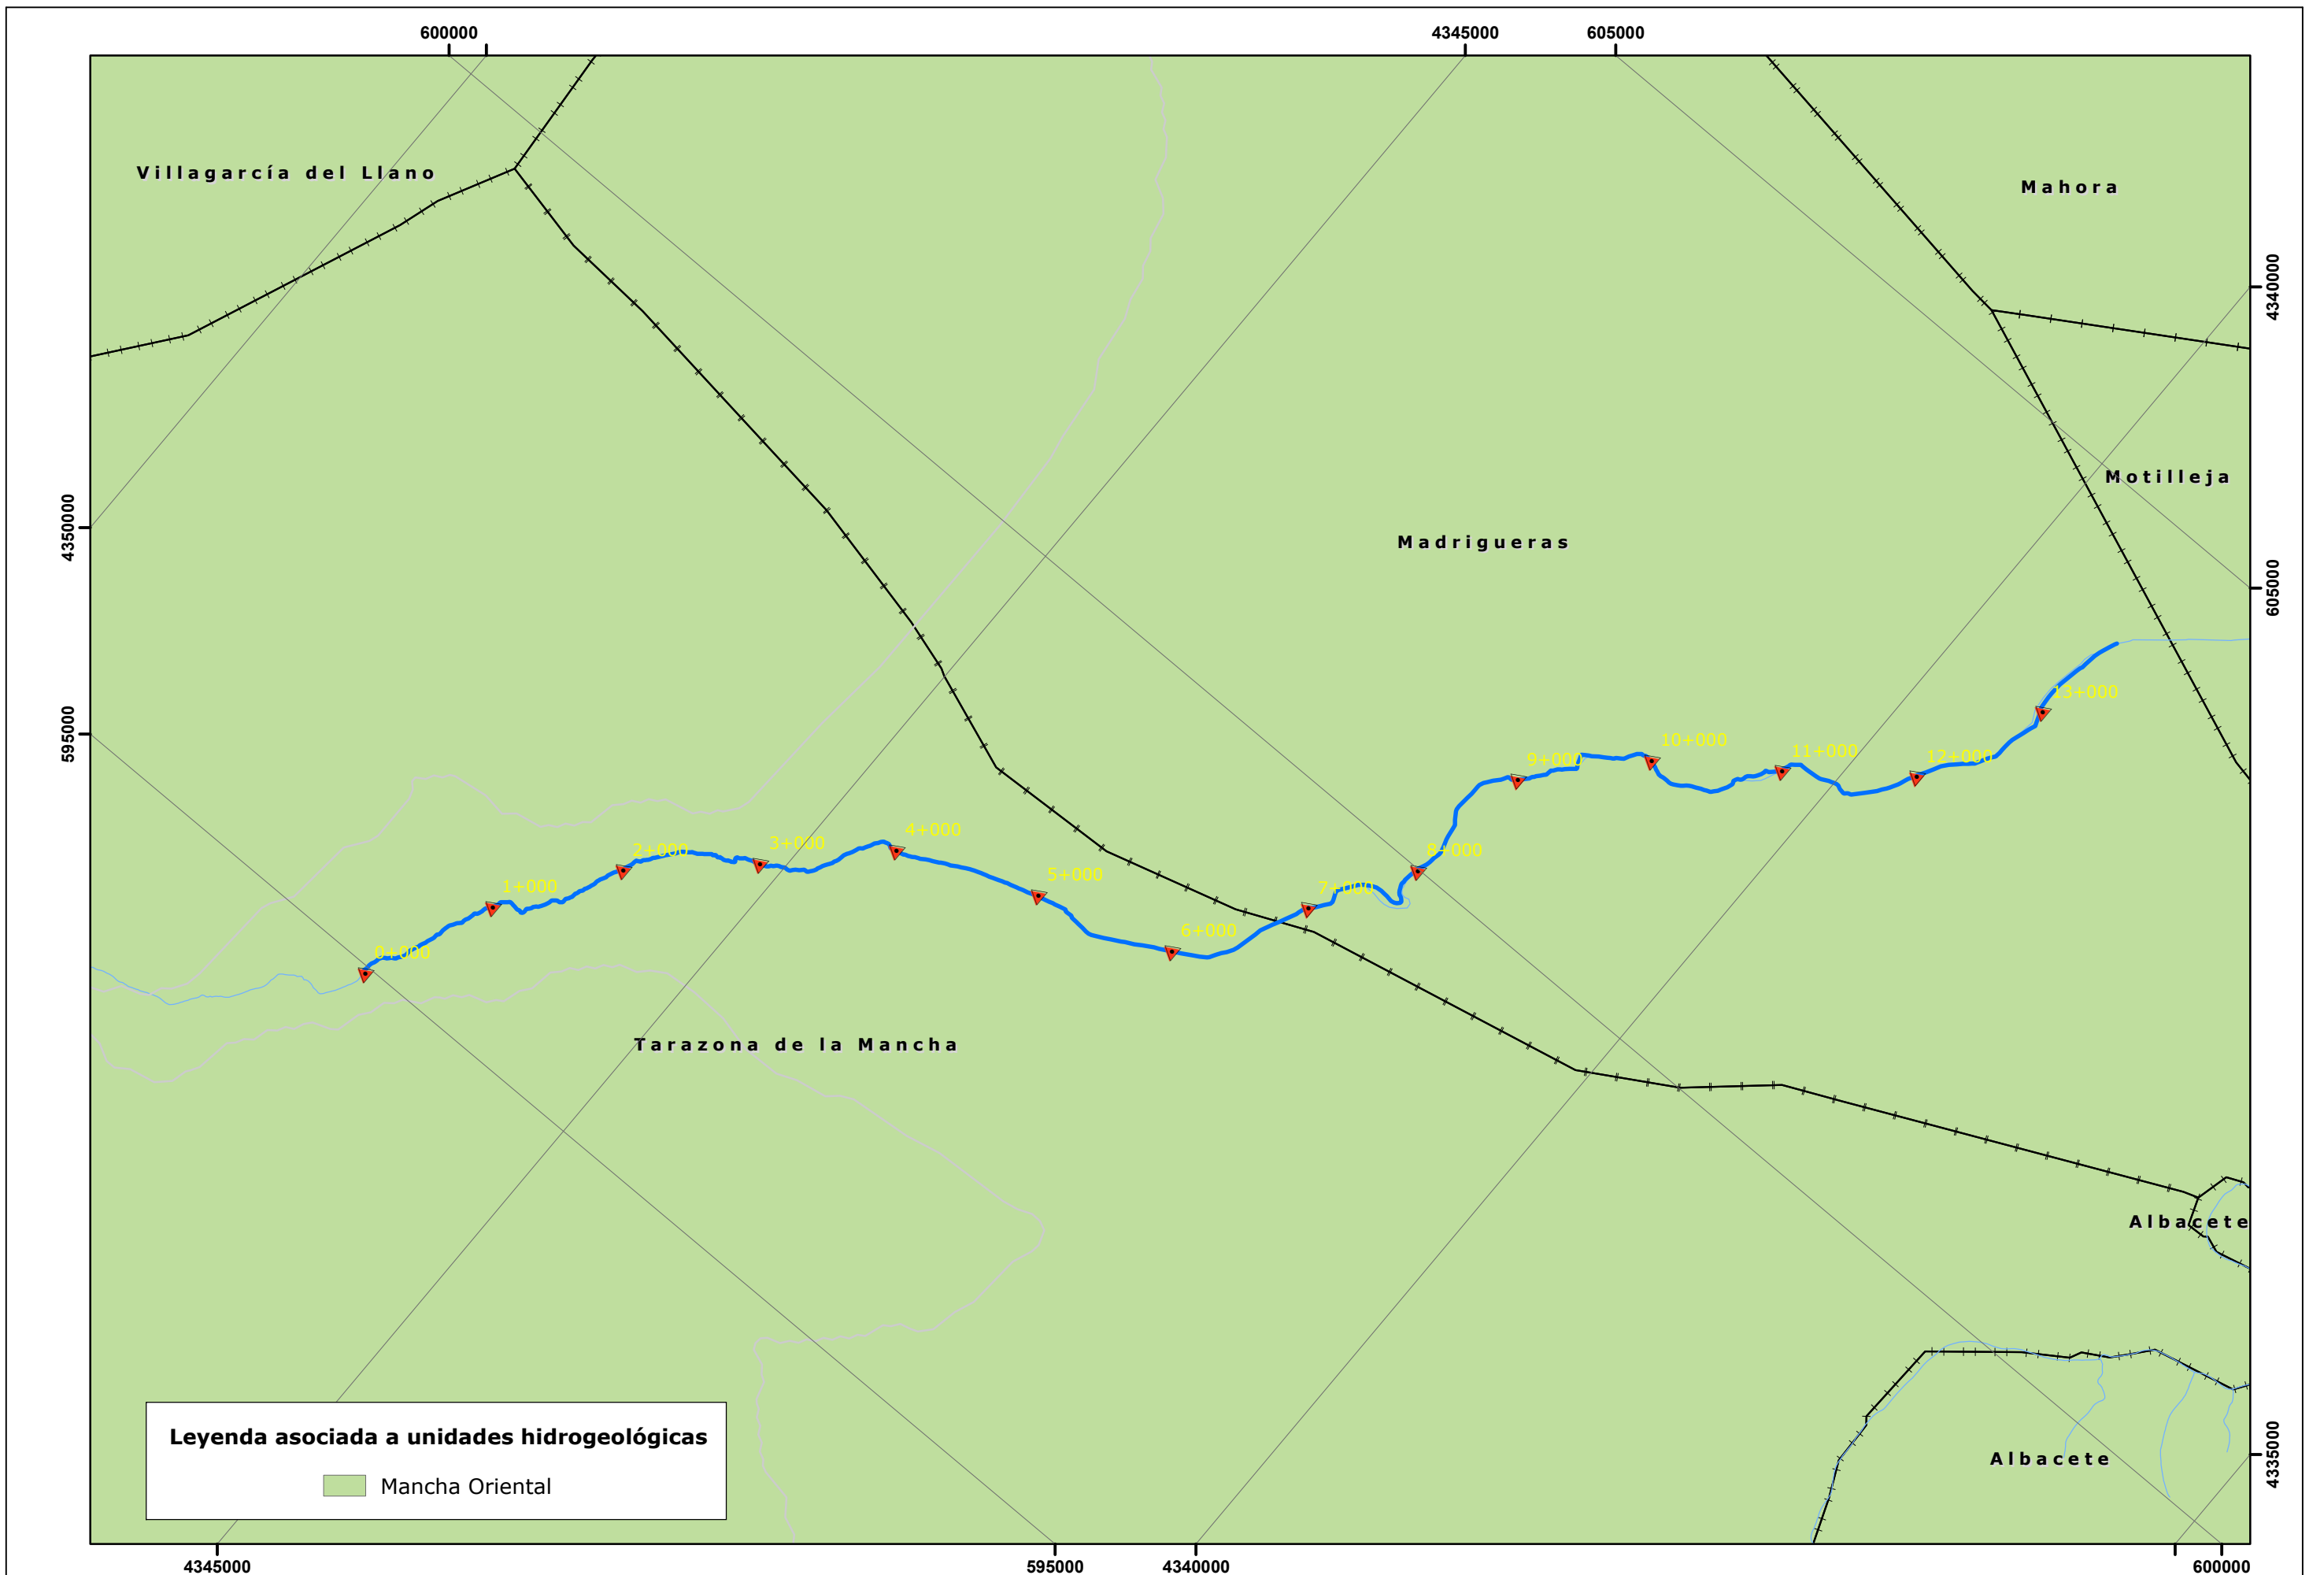 600000
4345000
605000
Villagarcía del Llano
Mahora
4340000
Motilleja
4350000
Madrigueras
605000
595000
13+000
10+000
11+000
12+000
9+000
4+000
3+000
2+000
8+000
5+000
1+000
7+000
6+000
0+000
Tarazona de la Mancha
Albacete
Leyenda asociada a unidades hidrogeológicas
Mancha Oriental
Albacete
4335000
4345000
595000
4340000
600000